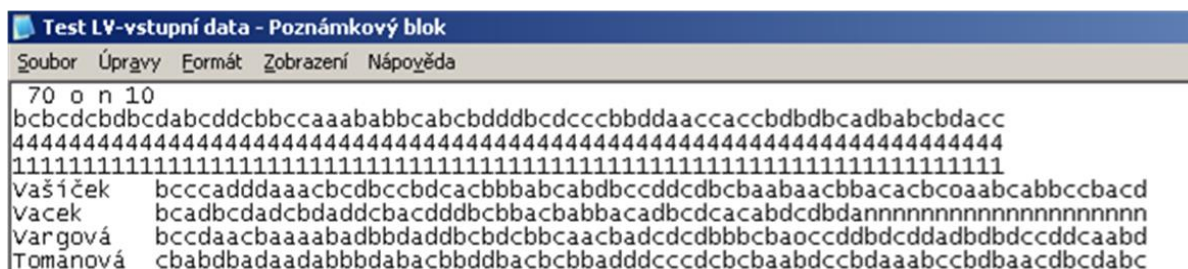 Test LV-vstupní data - Poznámkový blok
Soubor Úpravy Formát Zobrazení Nápověda
70 o n 10
bcbcdcbdbcdabcddcbbccaaababbcabcbdddbcdcccbbddaaccaccbdbdbcadbabcbdacc
4444444444444444444444444444444444444444444444444444444444444444444444
1111111111111111111111111111111111111111111111111111111111111111111111
Vašíček bcccadddaaacbcdbccbdcacbbbabcabdbccddcdbcbaabaacbbacacbcoaabcabbccbacd
Vacek bcadbcdadcbdaddcbacdddbcbbacbabbacadbcdcacabdcdbdannnnnnnnnnnnnnnnnnnn
Vargová bccdaacbaaaabadbbdaddbcbdcbbcaacbadcdcdbbbcbaoccddbdcddadbdbdccddcaabd
Tomanová cbabdbadaadabbbdabacbbddbacbcbbadddcccdcbcbaabdccbdaaabccbdbaacdbcdabc